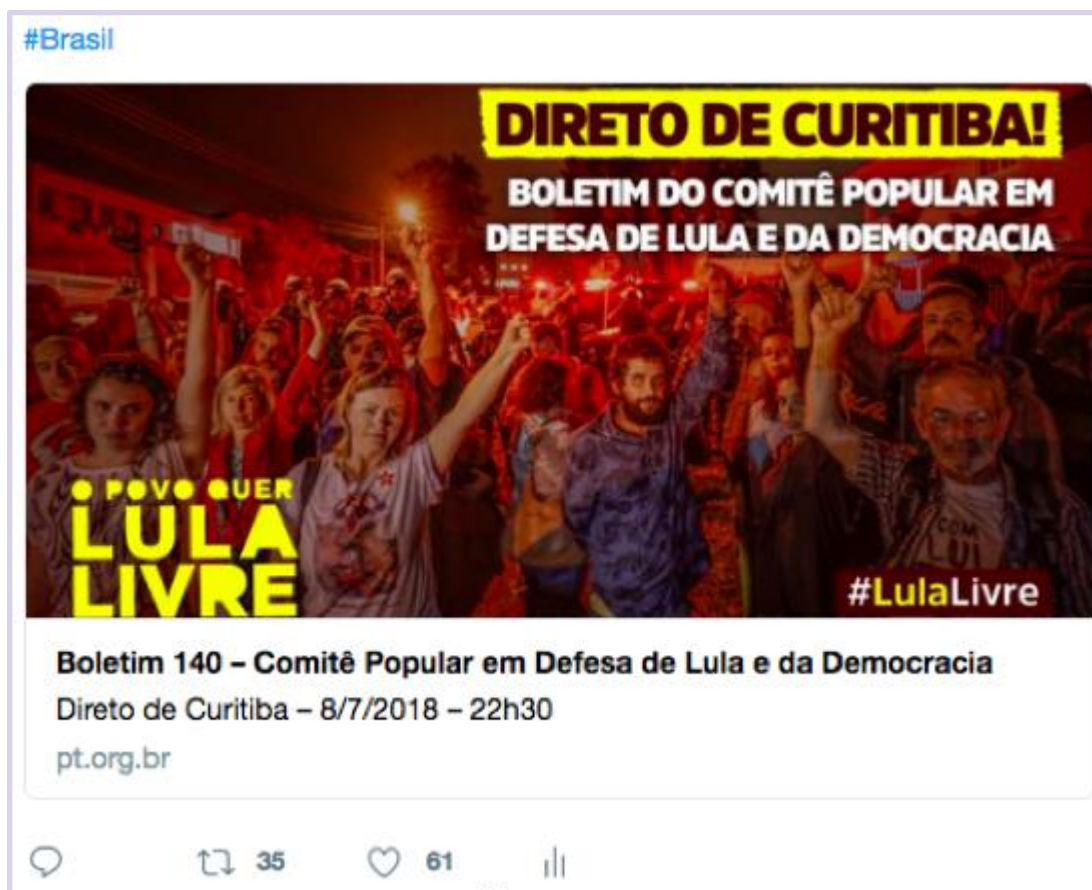 #Brasil
DIRETO DE CURITIBA!
BOLETIM DO COMITÊ POPULAR EM
DEFESA DE LULA E DA DEMOCRACIA
O POVO QUER
LULA
LIVRE
COM
LUL
#LulaLivre
Boletim 140 – Comitê Popular em Defesa de Lula e da Democracia
Direto de Curitiba – 8/7/2018 – 22h30
pt.org.br
35 61